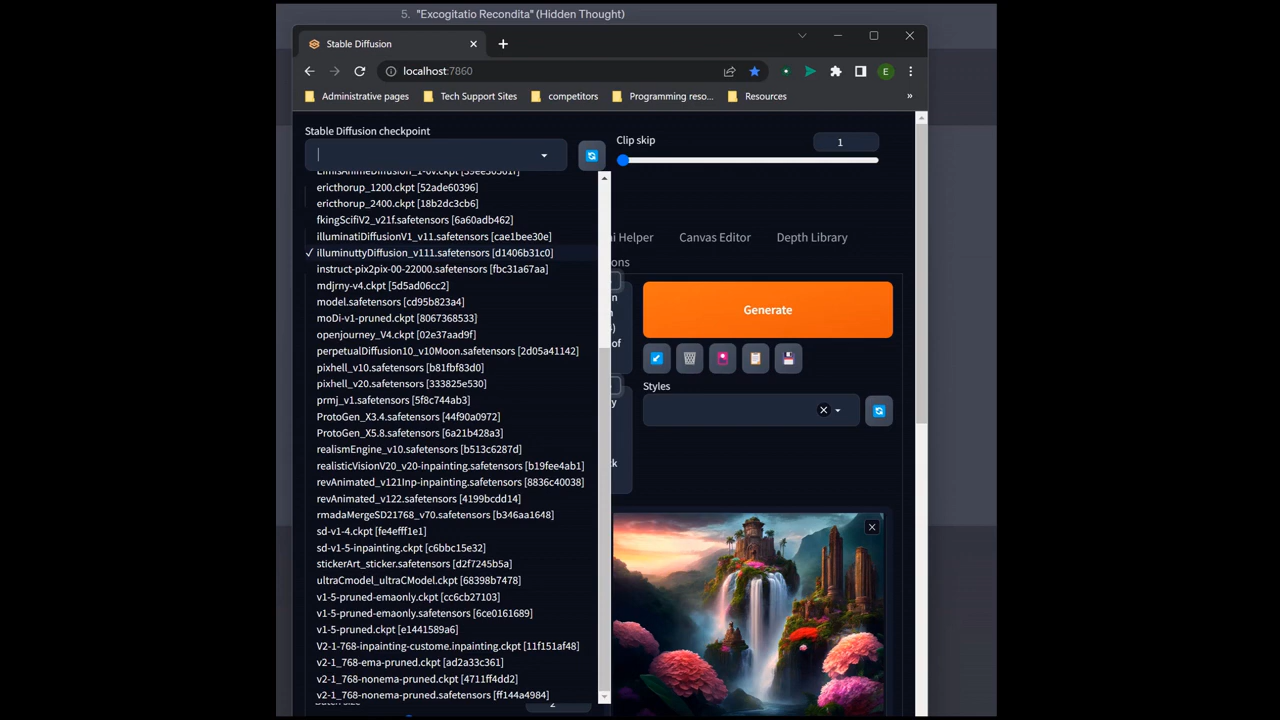 5. "Excogitatio Recondita" (Hidden Thought)
Stable Diffusion
localhost:7860
E
Administrative pages
Tech Support Sites
competitors
Programming reso...
Resources
»
Stable Diffusion checkpoint
Clip skip
1
ericthorup_1200.ckpt [52ade60396]
ericthorup_2400.ckpt [18b2dc3cb6]
fkingScifiV2_v21f.safetensors [6a60adb462]
illuminatiDiffusionV1_v11.safetensors [cae1bee30e]
✓ illuminuttyDiffusion_v111.safetensors [d1406b31c0]
instruct-pix2pix-00-22000.safetensors [fbc31a67aa]
mdjrny-v4.ckpt [5d5ad06cc2]
model.safetensors [cd95b823a4]
moDi-v1-pruned.ckpt [8067368533]
openjourney_V4.ckpt [02e37aad9f]
perpetualDiffusion10_v10Moon.safetensors [2d05a41142]
pixhell_v10.safetensors [b81fbf83d0]
pixhell_v20.safetensors [333825e530]
prmj_v1.safetensors [5f8c744ab3]
ProtoGen_X3.4.safetensors [44f90a0972]
ProtoGen_X5.8.safetensors [6a21b428a3]
realismEngine_v10.safetensors [b513c6287d]
realisticVisionV20_v20-inpainting.safetensors [b19fee4ab1]
revAnimated_v121Inp-inpainting.safetensors [8836c40038]
revAnimated_v122.safetensors [4199bcdd14]
rmadaMergeSD21768_v70.safetensors [b346aa1648]
sd-v1-4.ckpt [fe4efff1e1]
sd-v1-5-inpainting.ckpt [c6bbc15e32]
stickerArt_sticker.safetensors [d2f7245b5a]
ultraCmodel_ultraCModel.ckpt [68398b7478]
v1-5-pruned-emaonly.ckpt [cc6cb27103]
v1-5-pruned-emaonly.safetensors [6ce0161689]
v1-5-pruned.ckpt [e1441589a6]
V2-1-768-inpainting-custome.inpainting.ckpt [11f151af48]
v2-1_768-ema-pruned.ckpt [ad2a33c361]
v2-1_768-nonema-pruned.ckpt [4711ff4dd2]
v2-1_768-nonema-pruned.safetensors [ff144a4984]
Helper
Canvas Editor
Depth Library
ons
Generate
Styles
Batch size
2